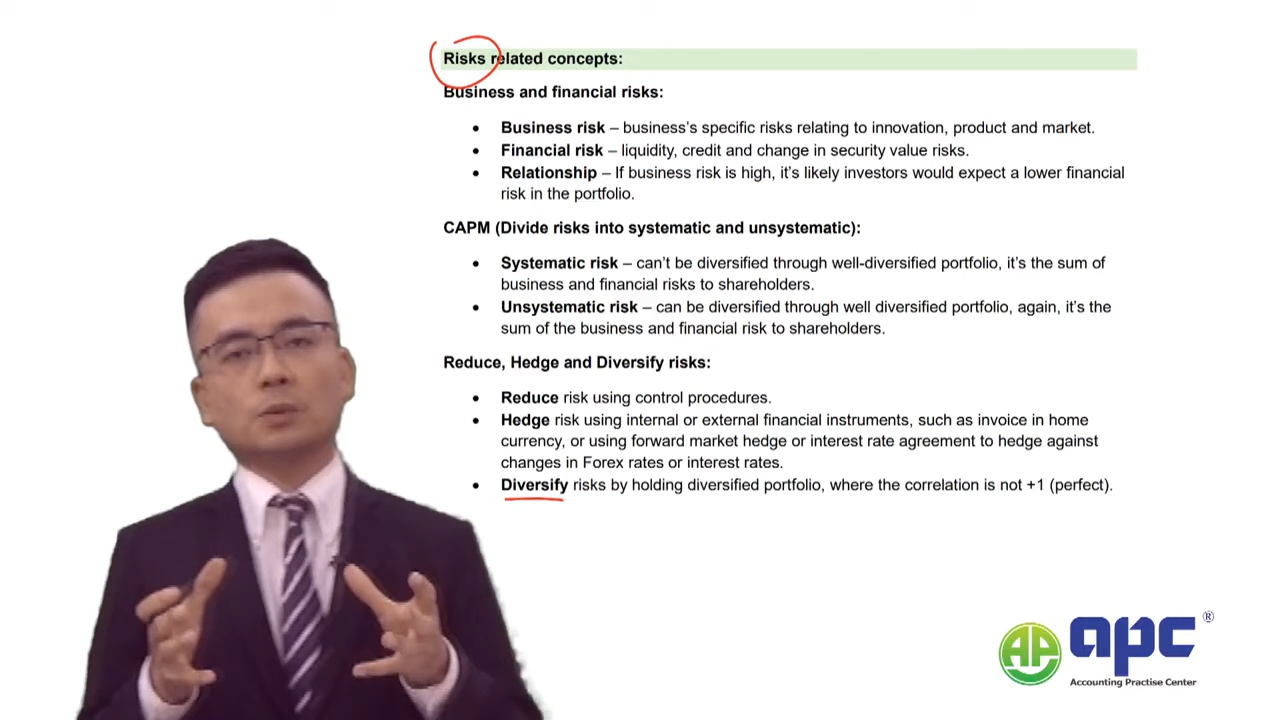 Risks related concepts:
Business and financial risks:
• Business risk – business's specific risks relating to innovation, product and market.
• Financial risk – liquidity, credit and change in security value risks.
• Relationship – If business risk is high, it's likely investors would expect a lower financial
risk in the portfolio.
CAPM (Divide risks into systematic and unsystematic):
• Systematic risk – can't be diversified through well-diversified portfolio, it's the sum of
business and financial risks to shareholders.
• Unsystematic risk – can be diversified through well diversified portfolio, again, it's the
sum of the business and financial risk to shareholders.
Reduce, Hedge and Diversify risks:
• Reduce risk using control procedures.
• Hedge risk using internal or external financial instruments, such as invoice in home
currency, or using forward market hedge or interest rate agreement to hedge against
changes in Forex rates or interest rates.
• Diversify risks by holding diversified portfolio, where the correlation is not +1 (perfect).
AP apc ®
Accounting Practise Center